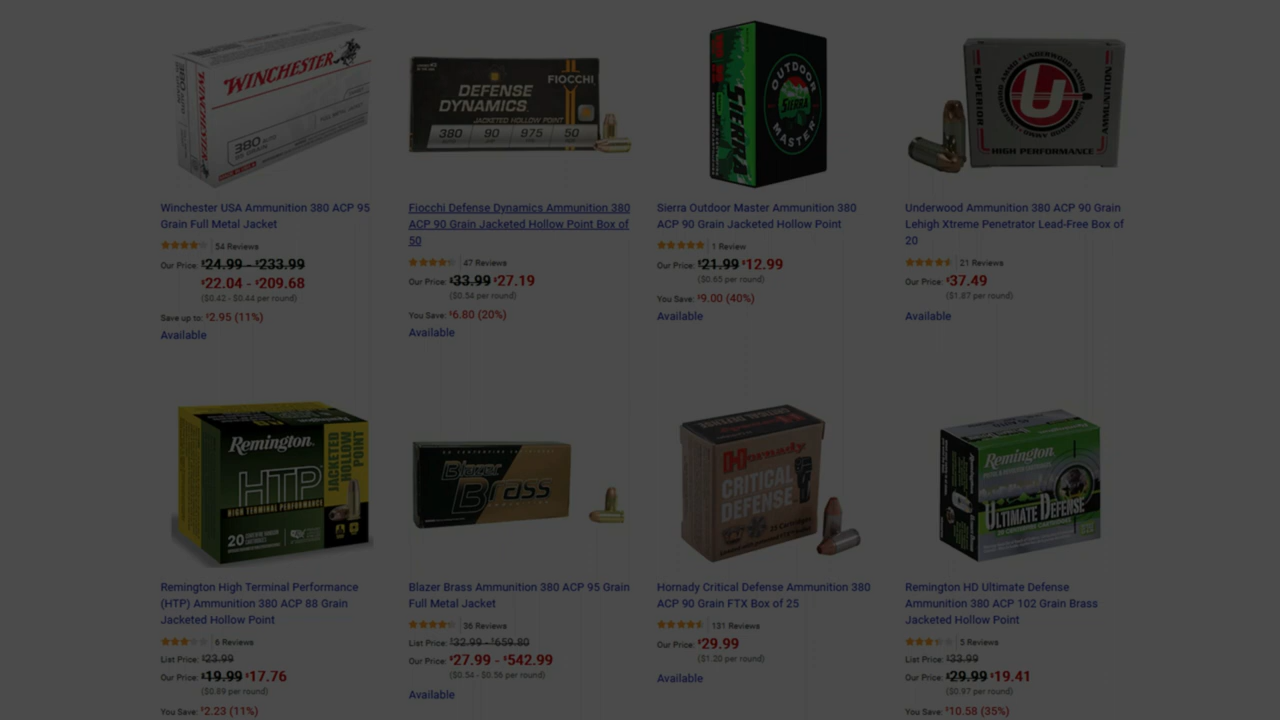 WINCHESTER
380 AUTO
95 GRAIN
FIOCCHI
DEFENSE
DYNAMICS
JACKETED HOLLOW POINT
380 90 975 50
SIERRA
OUTDOOR
SIERRA
MASTER
SUPERIOR
UNDERWOOD AMMO
U
AMMUNITION
HIGH PERFORMANCE
Winchester USA Ammunition 380 ACP 95
Grain Full Metal Jacket
54 Reviews
Our Price: $24.99 - $233.99
$22.04 - $209.68
($0.42 - $0.44 per round)
Save up to: $2.95 (11%)
Available
Fiocchi Defense Dynamics Ammunition 380
ACP 90 Grain Jacketed Hollow Point Box of
50
47 Reviews
Our Price: $33.99 $27.19
($0.54 per round)
You Save: $6.80 (20%)
Available
Sierra Outdoor Master Ammunition 380
ACP 90 Grain Jacketed Hollow Point
1 Review
Our Price: $21.99 $12.99
($0.65 per round)
You Save: $9.00 (40%)
Available
Underwood Ammunition 380 ACP 90 Grain
Lehigh Xtreme Penetrator Lead-Free Box of
20
21 Reviews
Our Price: $37.49
($1.87 per round)
Available
Remington
HTP
HIGH TERMINAL PERFORMANCE
JACKETED
HOLLOW
POINT
20
Blazer
Brass
Hornady
CRITICAL
DEFENSE
25 Cartridges
Remington
ULTIMATE DEFENSE
Remington High Terminal Performance
(HTP) Ammunition 380 ACP 88 Grain
Jacketed Hollow Point
6 Reviews
List Price: $23.99
Our Price: $19.99 $17.76
($0.89 per round)
You Save: $2.23 (11%)
Blazer Brass Ammunition 380 ACP 95 Grain
Full Metal Jacket
36 Reviews
List Price: $32.99 - $659.80
Our Price: $27.99 - $542.99
($0.54 - $0.56 per round)
Available
Hornady Critical Defense Ammunition 380
ACP 90 Grain FTX Box of 25
131 Reviews
Our Price: $29.99
($1.20 per round)
Available
Remington HD Ultimate Defense
Ammunition 380 ACP 102 Grain Brass
Jacketed Hollow Point
5 Reviews
List Price: $33.99
Our Price: $29.99 $19.41
($0.97 per round)
You Save: $10.58 (35%)